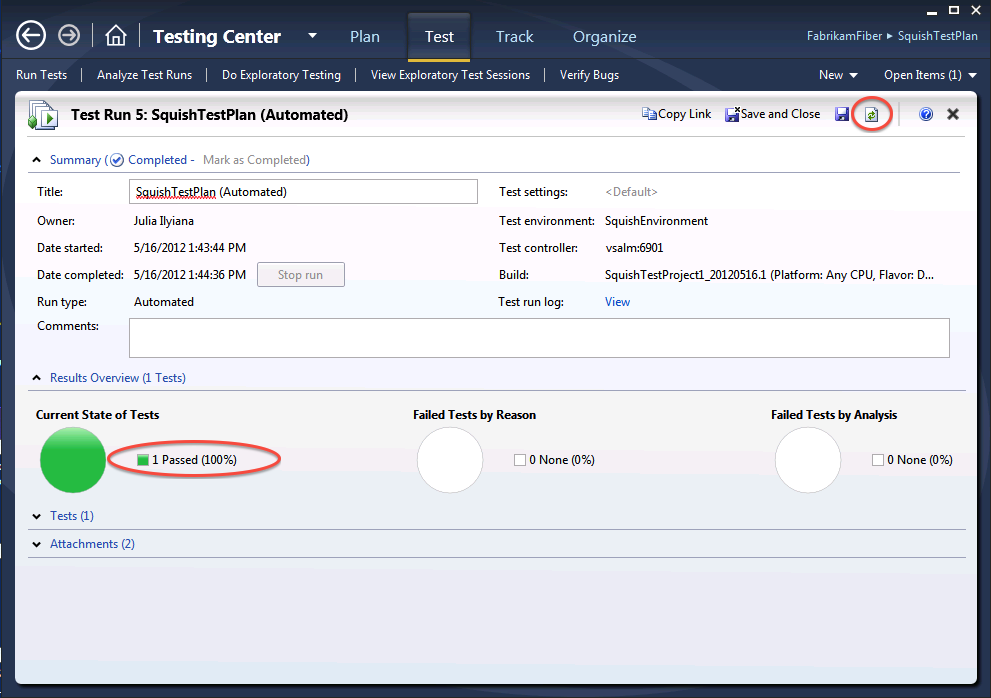 Testing Center Plan Test Track Organize FabrikamFiber ▸ SquishTestPlan
Run Tests | Analyze Test Runs | Do Exploratory Testing | View Exploratory Test Sessions | Verify Bugs New Open Items (1)
Test Run 5: SquishTestPlan (Automated) Copy Link Save and Close
Summary ( Completed - Mark as Completed)
Title: SquishTestPlan (Automated) Test settings: <Default>
Owner: Julia Ilyiana Test environment: SquishEnvironment
Date started: 5/16/2012 1:43:44 PM Test controller: vsalm:6901
Date completed: 5/16/2012 1:44:36 PM Stop run Build: SquishTestProject1_20120516.1 (Platform: Any CPU, Flavor: D...
Run type: Automated Test run log: View
Comments:
Results Overview (1 Tests)
Current State of Tests Failed Tests by Reason Failed Tests by Analysis
1 Passed (100%) 0 None (0%) 0 None (0%)
Tests (1)
Attachments (2)